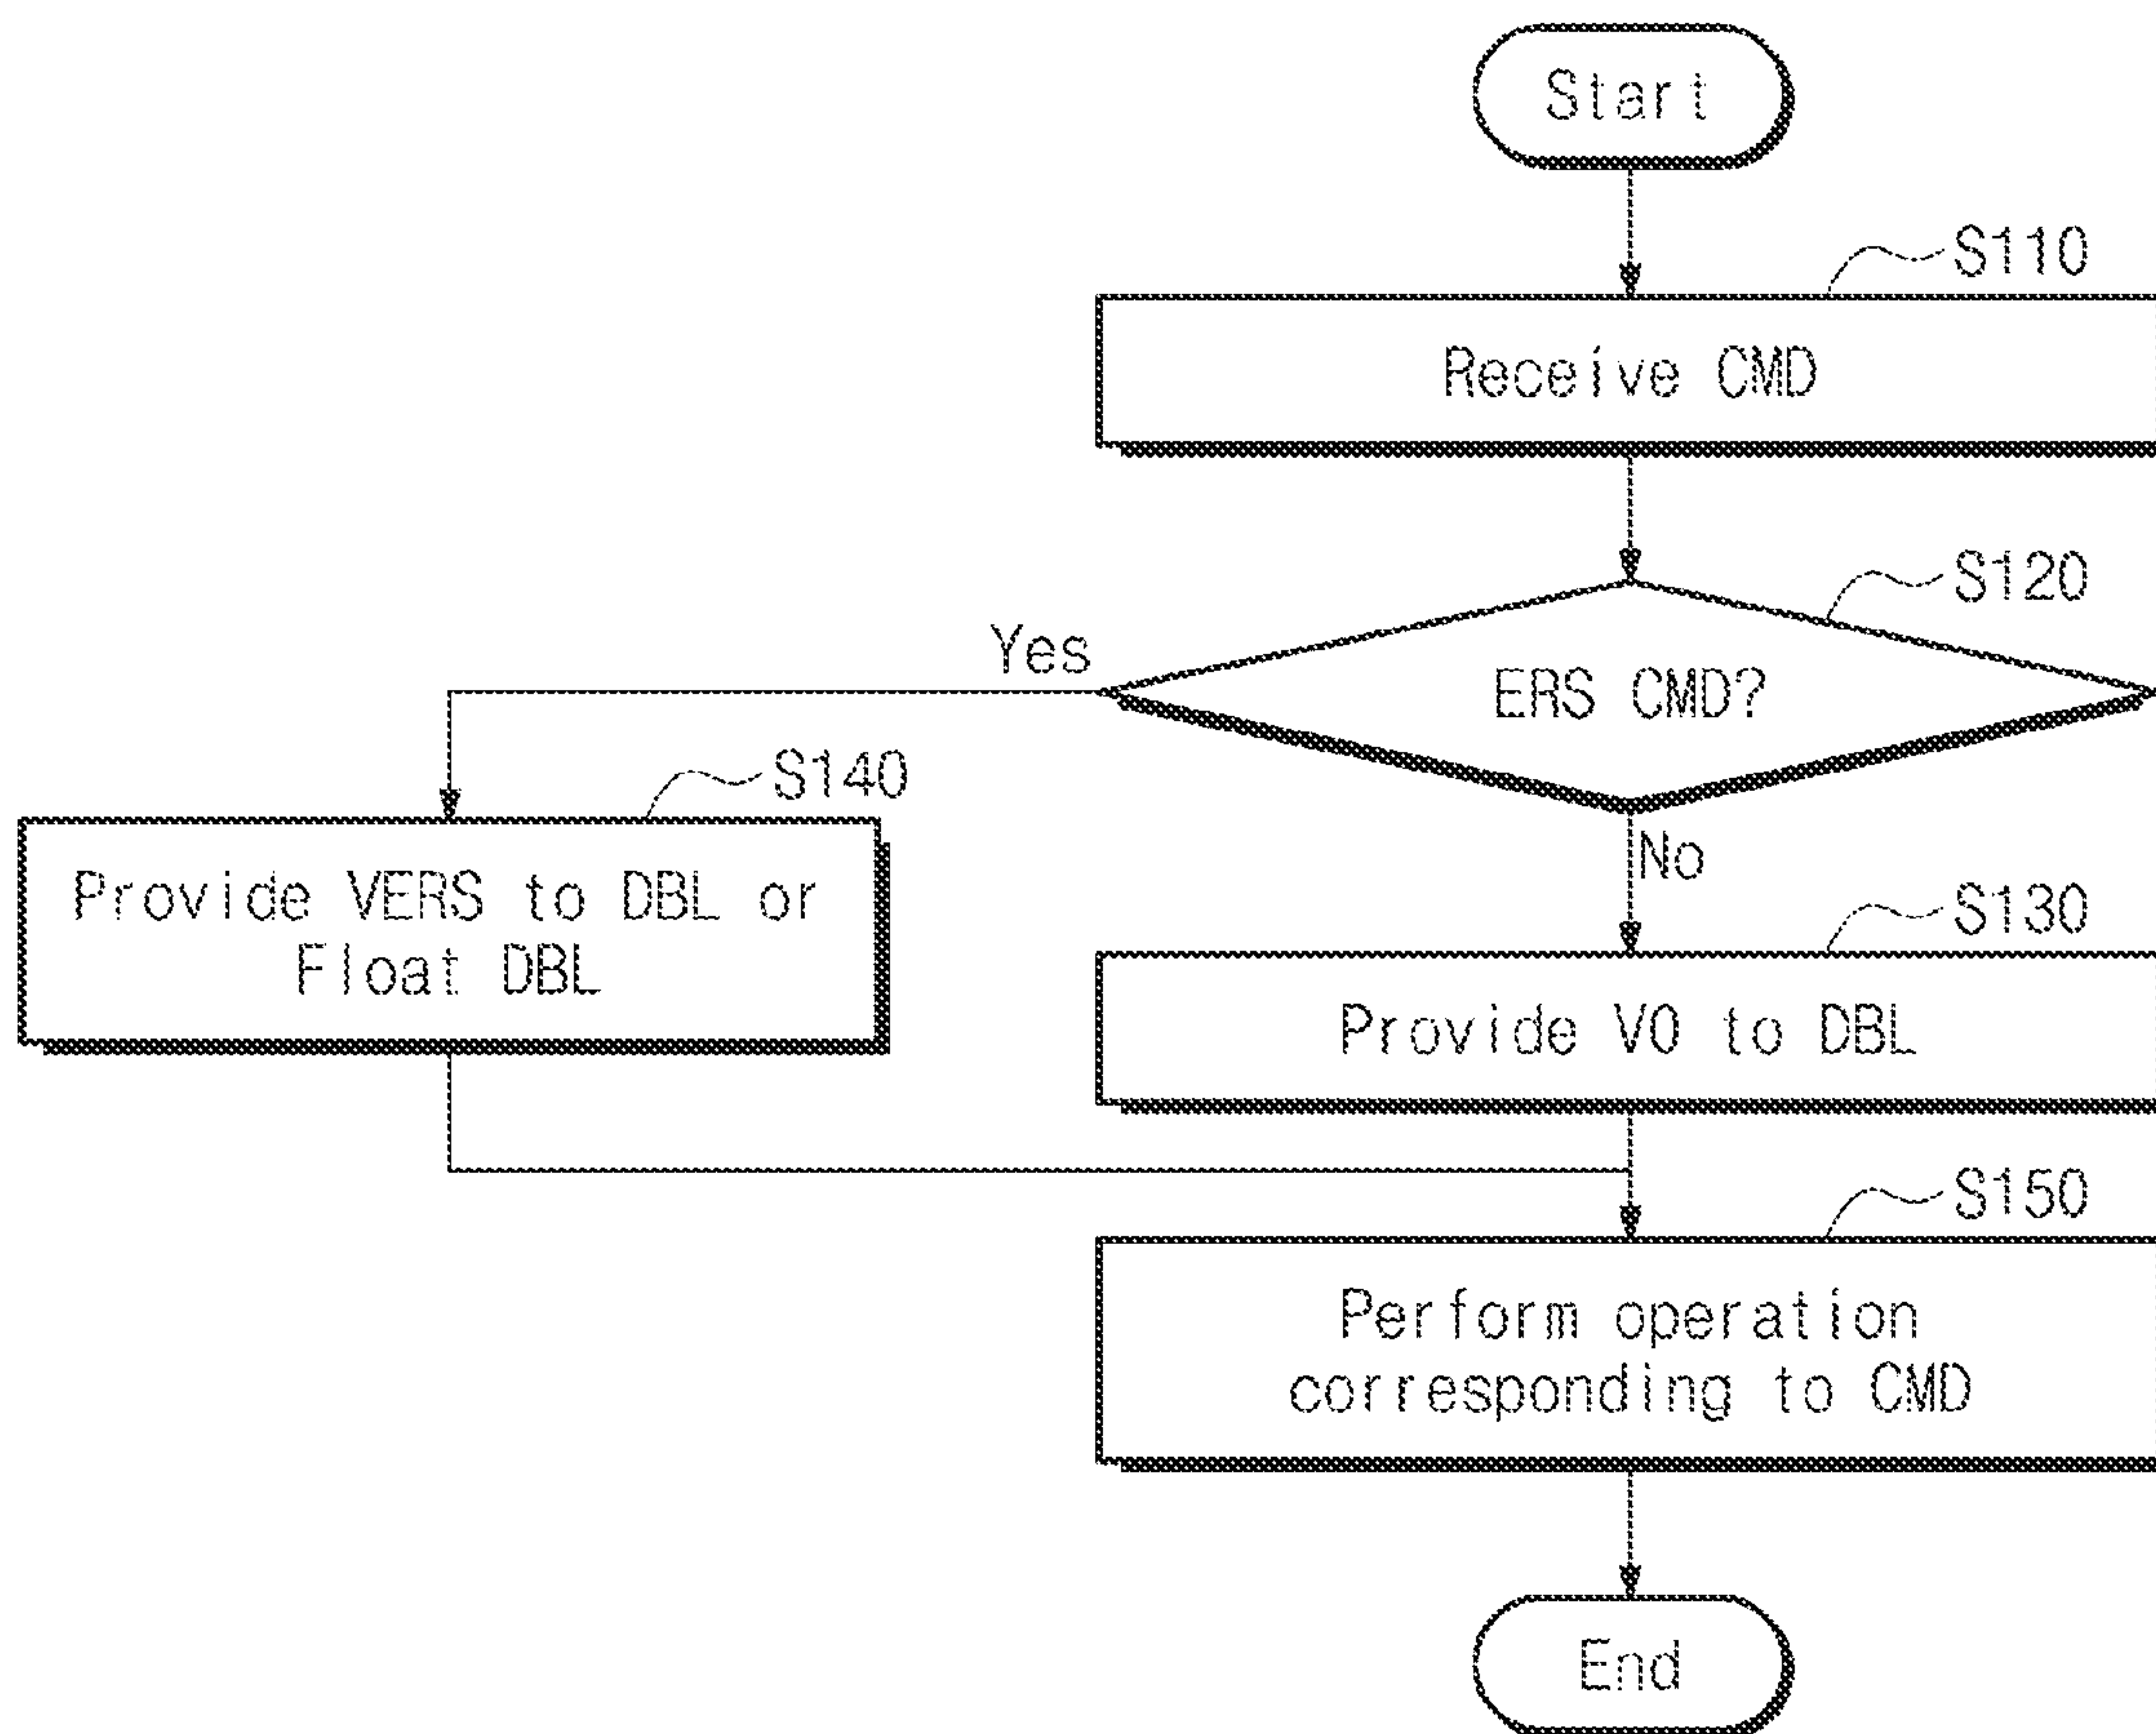 Start
S110
Receive CMD
S120
ERS CMD?
Yes
No
S140
Provide VERS to DBL or
Float DBL
S130
Provide V0 to DBL
S150
Perform operation
corresponding to CMD
End